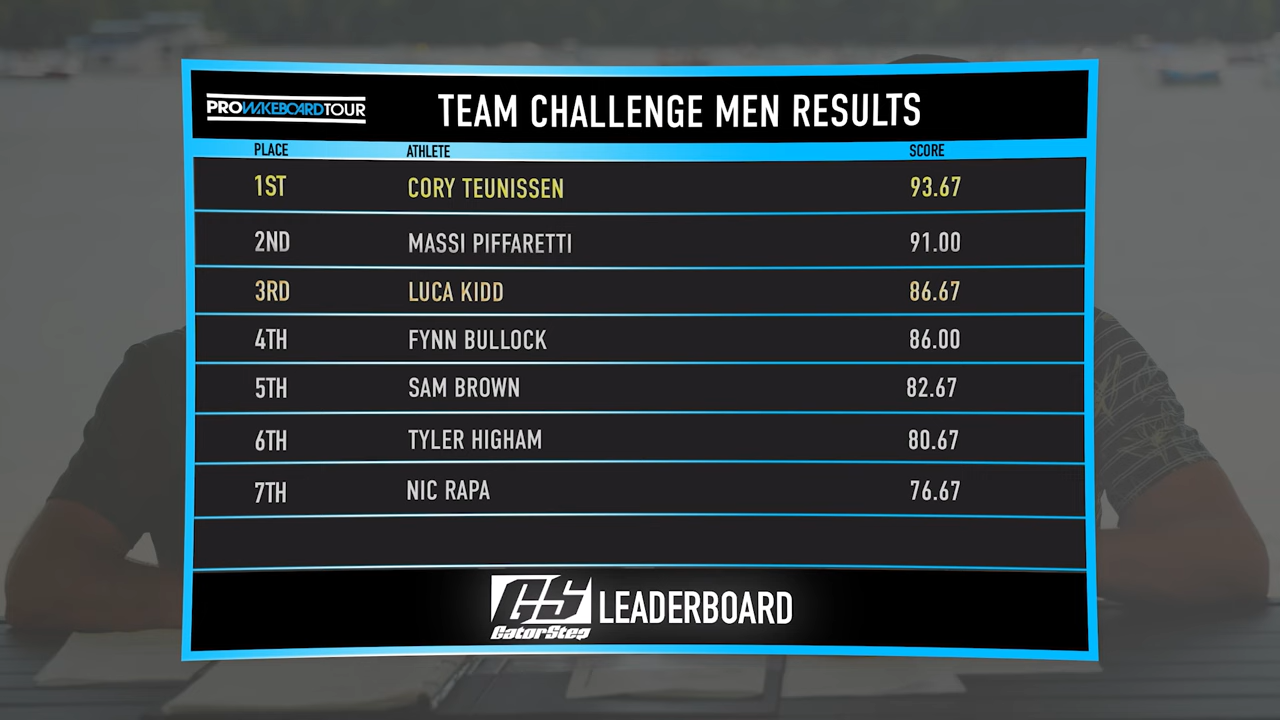 PROWAKEBOARDTOUR TEAM CHALLENGE MEN RESULTS
PLACE ATHLETE SCORE
1ST CORY TEUNISSEN 93.67
2ND MASSI PIFFARETTI 91.00
3RD LUCA KIDD 86.67
4TH FYNN BULLOCK 86.00
5TH SAM BROWN 82.67
6TH TYLER HIGHAM 80.67
7TH NIC RAPA 76.67
GS LEADERBOARD
GatorStep